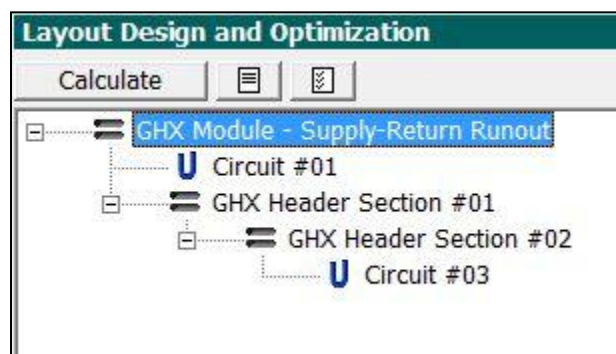 Layout Design and Optimization
Calculate
GHX Module - Supply-Return Runout
Circuit #01
GHX Header Section #01
GHX Header Section #02
Circuit #03